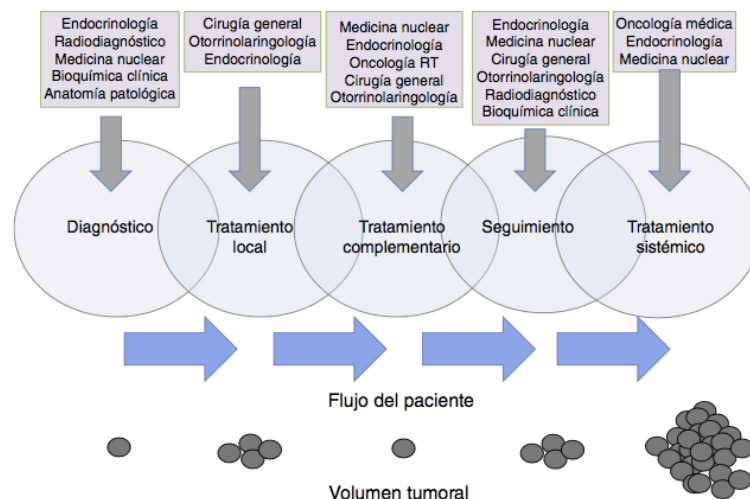 Endocrinología
Radiodiagnóstico
Medicina nuclear
Bioquímica clínica
Anatomía patológica
Cirugía general
Otorrinolaringología
Endocrinología
Medicina nuclear
Endocrinología
Oncología RT
Cirugía general
Otorrinolaringología
Endocrinología
Medicina nuclear
Cirugía general
Otorrinolaringología
Radiodiagnóstico
Bioquímica clínica
Oncología médica
Endocrinología
Medicina nuclear
Diagnóstico
Tratamiento
local
Tratamiento
complementario
Seguimiento
Tratamiento
sistémico
Flujo del paciente
Volumen tumoral